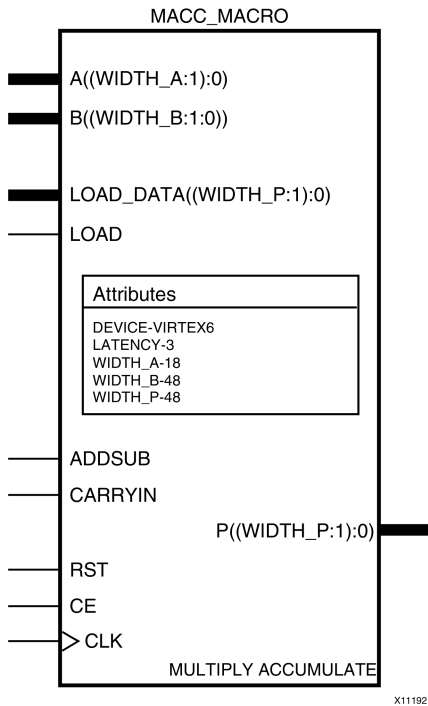 MACC_MACRO
A((WIDTH_A:1):0)
B((WIDTH_B:1:0))
LOAD_DATA((WIDTH_P:1):0)
LOAD
Attributes
DEVICE-VIRTEX6
LATENCY-3
WIDTH_A-18
WIDTH_B-48
WIDTH_P-48
ADDSUB
CARRYIN
P((WIDTH_P:1):0)
RST
CE
CLK
MULTIPLY ACCUMULATE
X11192